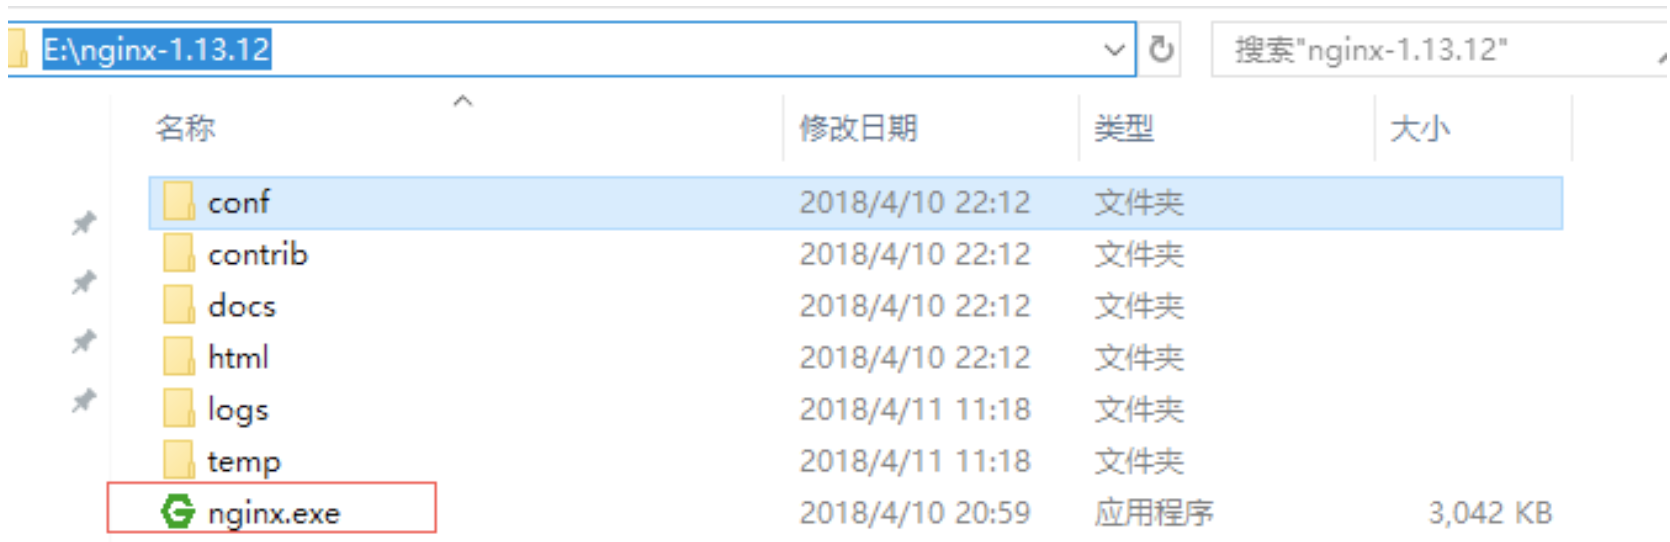 E:\nginx-1.13.12 搜索"nginx-1.13.12"
名称 修改日期 类型 大小
conf 2018/4/10 22:12 文件夹
contrib 2018/4/10 22:12 文件夹
docs 2018/4/10 22:12 文件夹
html 2018/4/10 22:12 文件夹
logs 2018/4/11 11:18 文件夹
temp 2018/4/11 11:18 文件夹
nginx.exe 2018/4/10 20:59 应用程序 3,042 KB